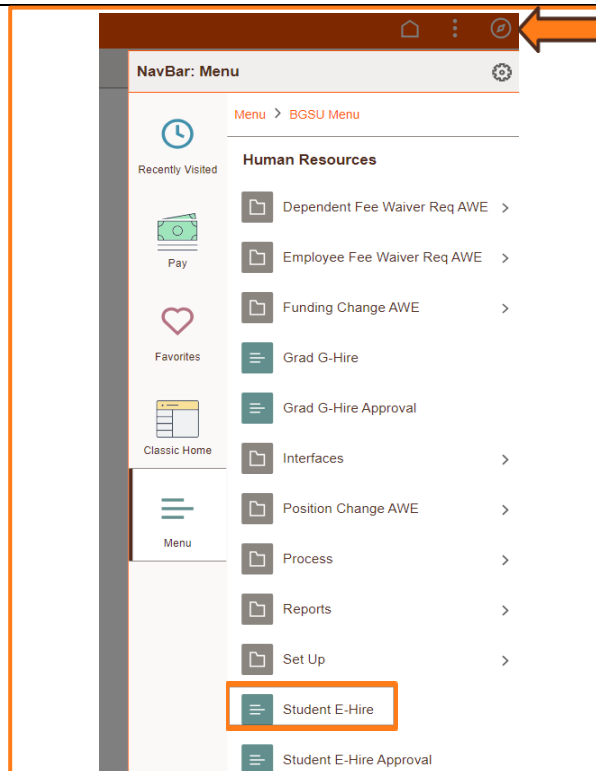 NavBar: Menu
Recently Visited
Pay
Favorites
Classic Home
Menu
Menu > BGSU Menu
Human Resources
Dependent Fee Waiver Req AWE
Employee Fee Waiver Req AWE
Funding Change AWE
Grad G-Hire
Grad G-Hire Approval
Interfaces
Position Change AWE
Process
Reports
Set Up
Student E-Hire
Student E-Hire Approval